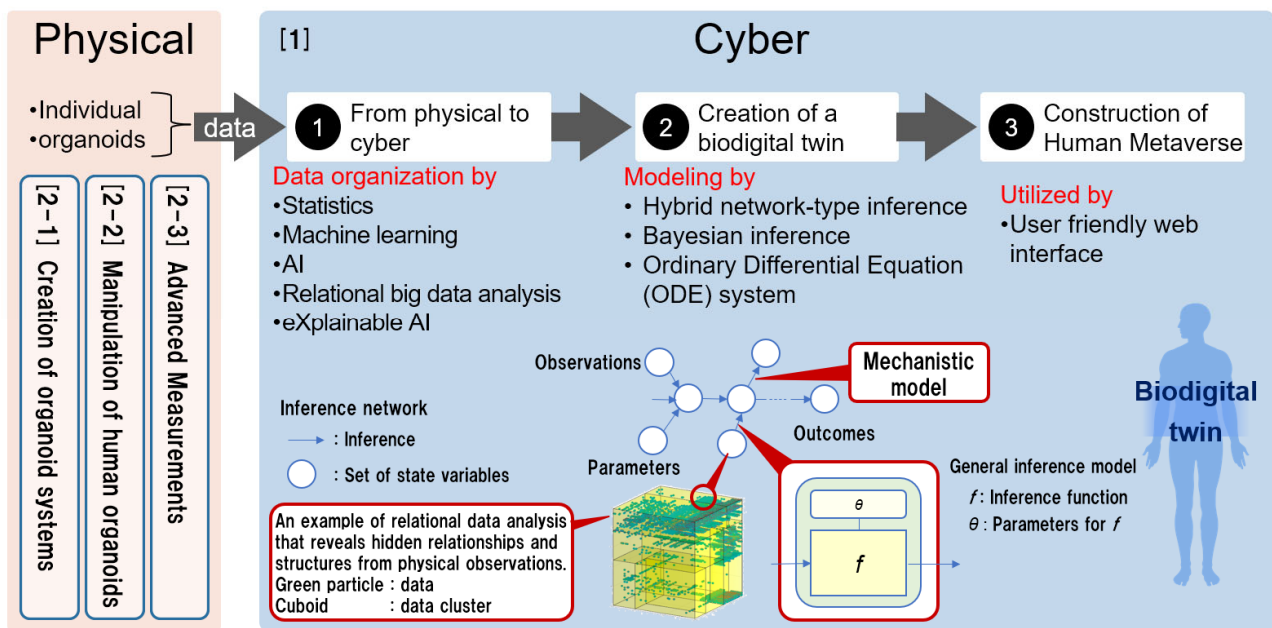 Physical
•Individual
•organoids
data
[2-1] Creation of organoid systems
[2-2] Manipulation of human organoids
[2-3] Advanced Measurements
[1]
Cyber
1
From physical to
cyber
2
Creation of a
biodigital twin
3
Construction of
Human Metaverse
Data organization by
•Statistics
•Machine learning
•AI
•Relational big data analysis
•eXplainable AI
Modeling by
• Hybrid network-type inference
• Bayesian inference
• Ordinary Differential Equation
(ODE) system
Utilized by
•User friendly web
interface
Observations
Mechanistic
model
Inference network
: Inference
: Set of state variables
Parameters
Outcomes
An example of relational data analysis
that reveals hidden relationships and
structures from physical observations.
Green particle : data
Cuboid : data cluster
θ
f
General inference model
f : Inference function
θ : Parameters for f
Biodigital
twin